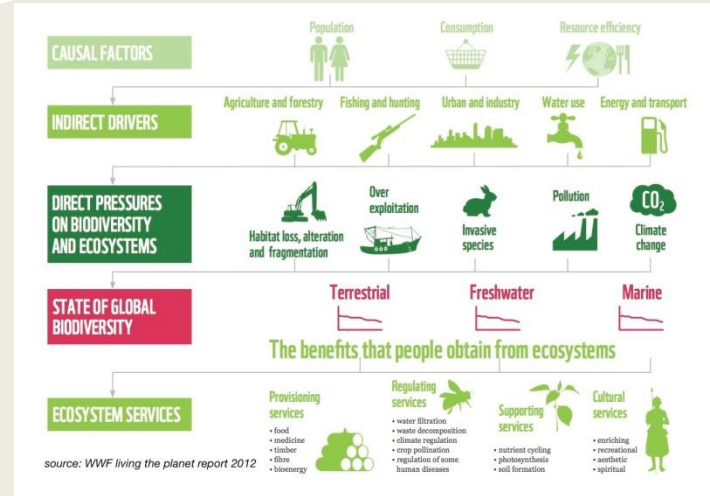 Population Consumption Resource efficiency
CAUSAL FACTORS
Agriculture and forestry Fishing and hunting Urban and industry Water use Energy and transport
INDIRECT DRIVERS
DIRECT PRESSURES
ON BIODIVERSITY
AND ECOSYSTEMS
Habitat loss, alteration
and fragmentation
Over
exploitation
Invasive
species
Pollution
CO₂
Climate
change
STATE OF GLOBAL
BIODIVERSITY
Terrestrial Freshwater Marine
The benefits that people obtain from ecosystems
ECOSYSTEM SERVICES
Provisioning
services
• food
• medicine
• timber
• fibre
• bioenergy
Regulating
services
• water filtration
• waste decomposition
• climate regulation
• crop pollination
• regulation of some
human diseases
Supporting
services
• nutrient cycling
• photosynthesis
• soil formation
Cultural
services
• enriching
• recreational
• aesthetic
• spiritual
source: WWF living the planet report 2012